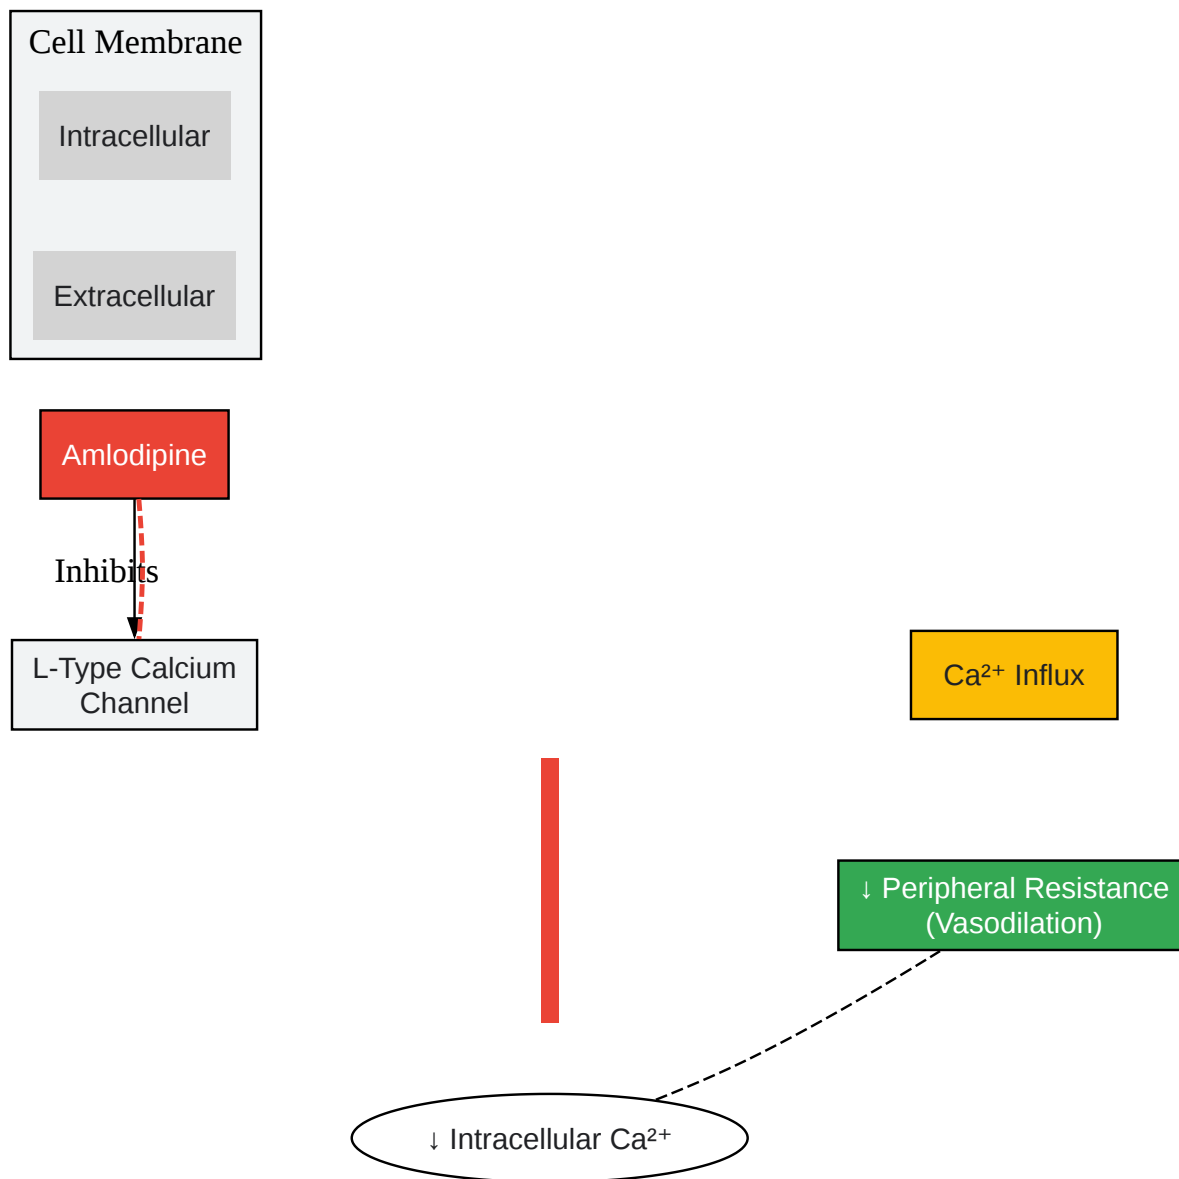 Cell Membrane
Intracellular
Extracellular
Amlodipine
Inhibits
L-Type Calcium
Channel
Ca²⁺ Influx
↓ Peripheral Resistance
(Vasodilation)
↓ Intracellular Ca²⁺